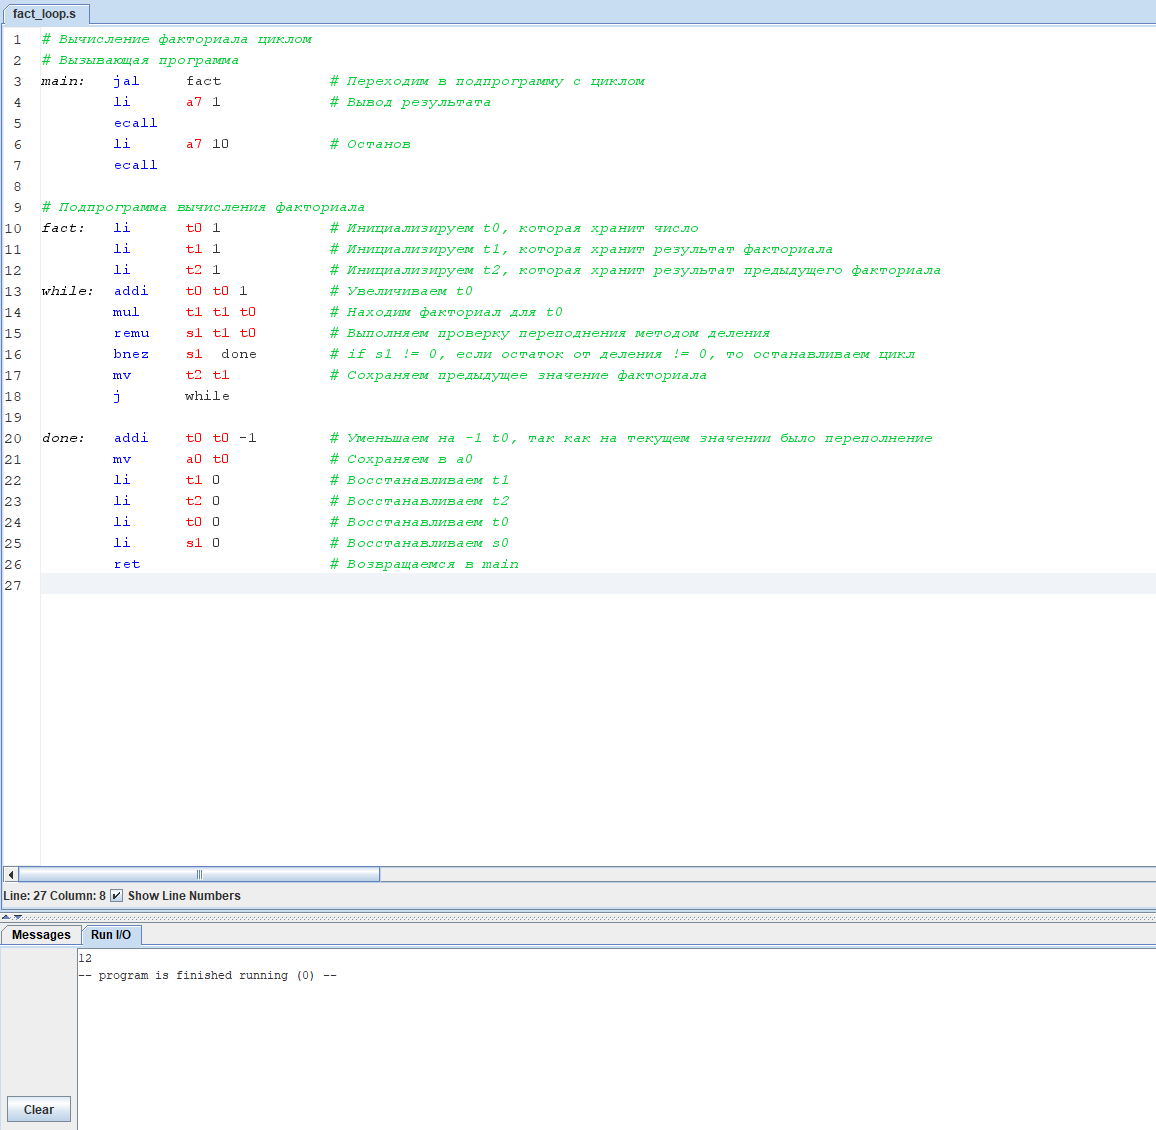 fact_loop.s
1 # Вычисление факториала циклом
2 # Вызывающая программа
3 main: jal fact # Переходим в подпрограмму с циклом
4 li a7 1 # Вывод результата
5 ecall
6 li a7 10 # Останов
7 ecall
8
9 # Подпрограмма вычисления факториала
10 fact: li t0 1 # Инициализируем t0, которая хранит число
11 li t1 1 # Инициализируем t1, которая хранит результат факториала
12 li t2 1 # Инициализируем t2, которая хранит результат предыдущего факториала
13 while: addi t0 t0 1 # Увеличиваем t0
14 mul t1 t1 t0 # Находим факториал для t0
15 remu s1 t1 t0 # Выполняем проверку переподнения методом деления
16 bnez s1 done # if s1 != 0, если остаток от деления != 0, то останавливаем цикл
17 mv t2 t1 # Сохраняем предыдущее значение факториала
18 j while
19
20 done: addi t0 t0 -1 # Уменьшаем на -1 t0, так как на текущем значении было переполнение
21 mv a0 t0 # Сохраняем в a0
22 li t1 0 # Восстанавливаем t1
23 li t2 0 # Восстанавливаем t2
24 li t0 0 # Восстанавливаем t0
25 li s1 0 # Восстанавливаем s0
26 ret # Возвращаемся в main
27
Line: 27 Column: 8 Show Line Numbers
Messages Run I/O
12
-- program is finished running (0) --
Clear